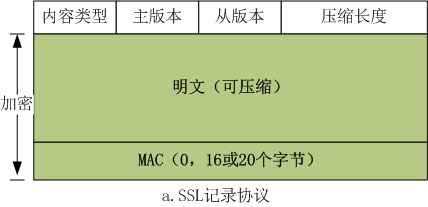 内容类型 主版本 从版本 压缩长度
明文（可压缩）
加密
MAC（0，16或20个字节）
a.SSL记录协议